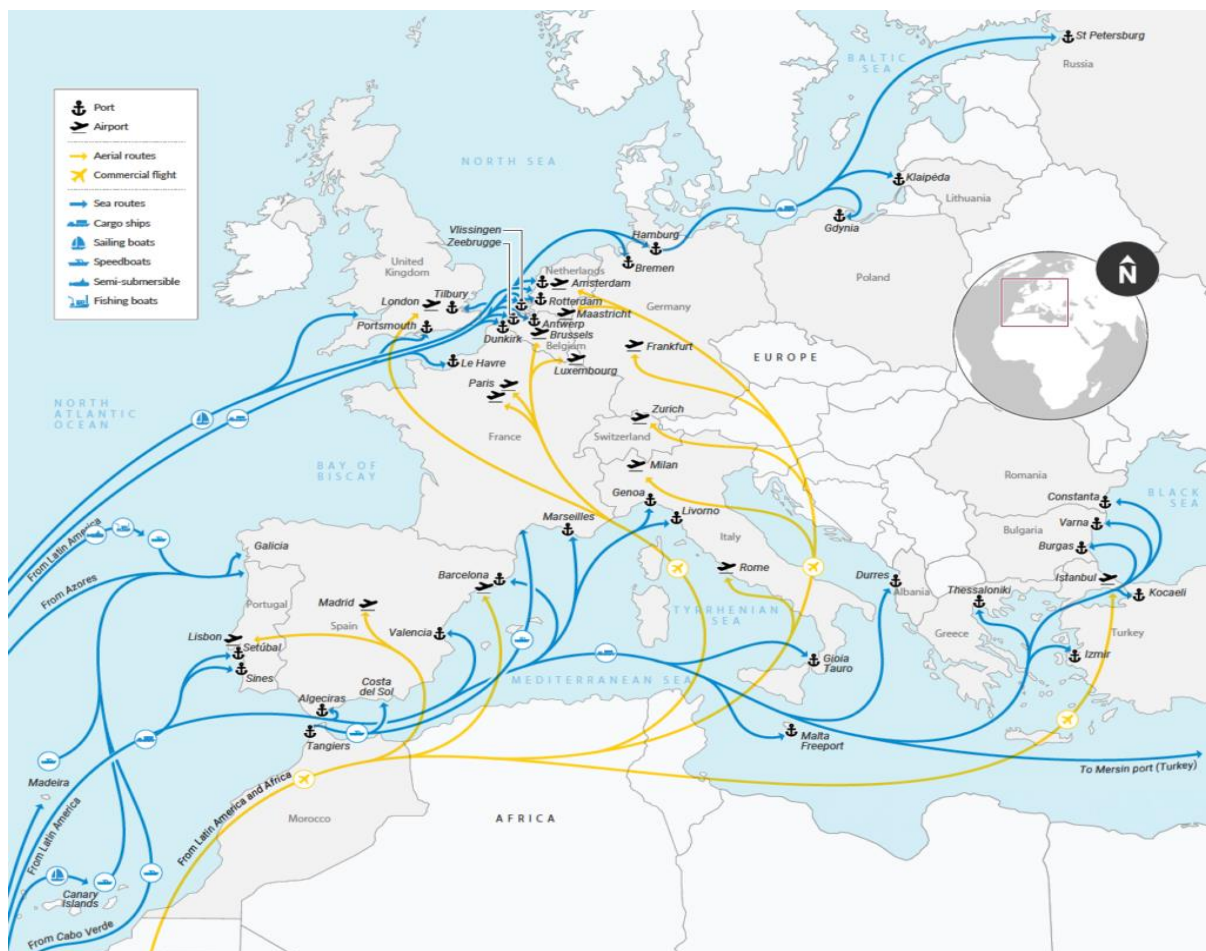 St Petersburg
BALTIC
SEA
Russia
Port
Airport
Aerial routes
Commercial flight
Sea routes
Cargo ships
Sailing boats
Speedboats
Semi-submersible
Fishing boats
NORTH SEA
Klaipėda
Lithuania
Gdynia
Vlissingen
Zeebrugge
Hamburg
Bremen
United
Kingdom
Netherlands
Amsterdam
Poland
N
London
Tilbury
Rotterdam
Germany
Maastricht
Portsmouth
Dunkirk
Antwerp
Brussels
Belgium
Frankfurt
EUROPE
Le Havre
Luxembourg
Paris
NORTH
ATLANTIC
OCEAN
Zurich
France
Switzerland
BAY OF
BISCAY
Milan
Romania
Genoa
Livorno
Constanta
BLACK
SEA
Marseilles
Varna
Bulgaria
Italy
Burgas
From Latin America
Galicia
From Azores
Barcelona
Rome
Durres
Istanbul
Albania
Thessaloniki
Kocaeli
Portugal
Madrid
TYRRHENIAN
SEA
Spain
Valencia
Lisbon
Setúbal
Greece
Turkey
Izmir
Sines
Costa
del Sol
Gioia
Tauro
MEDITERRANEAN SEA
Algeciras
Tangiers
Malta
Freeport
To Mersin port (Turkey)
Madeira
From Latin America
From Latin America and Africa
Morocco
AFRICA
Canary
Islands
From Cabo Verde